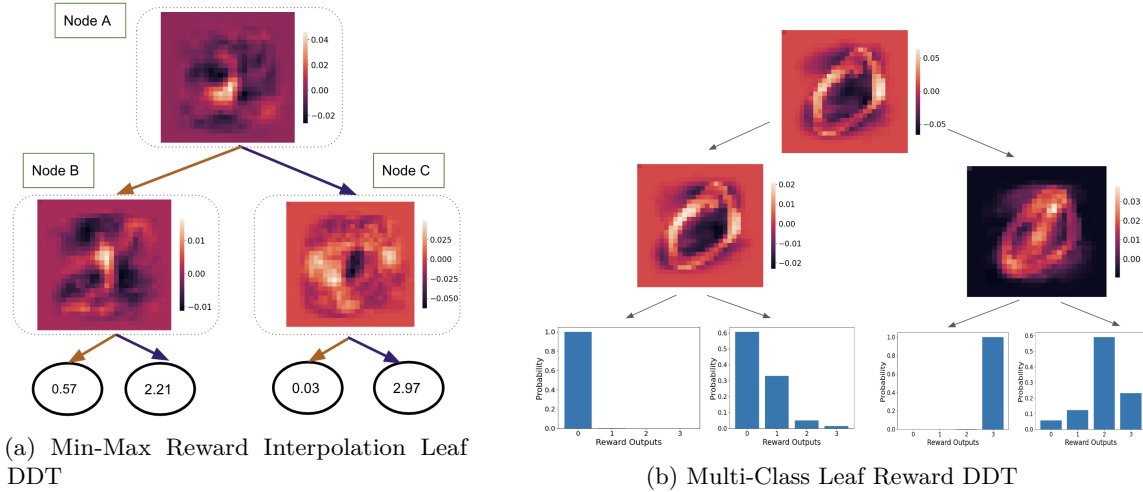 Node A
0.04
0.02
0.00
−0.02
Node B
Node C
0.01
0.00
−0.01
0.025
0.000
−0.025
−0.050
0.57
2.21
0.03
2.97
(a) Min-Max Reward Interpolation Leaf
DDT
0.05
0.00
−0.05
0.02
0.01
0.00
−0.01
−0.02
0.03
0.02
0.01
0.00
Probability
1.0
0.8
0.6
0.4
0.2
0.0
0 1 2 3
Reward Outputs
Probability
0.6
0.5
0.4
0.3
0.2
0.1
0.0
0 1 2 3
Reward Outputs
Probability
1.0
0.8
0.6
0.4
0.2
0.0
0 1 2 3
Reward Outputs
Probability
0.6
0.5
0.4
0.3
0.2
0.1
0.0
0 1 2 3
Reward Outputs
(b) Multi-Class Leaf Reward DDT